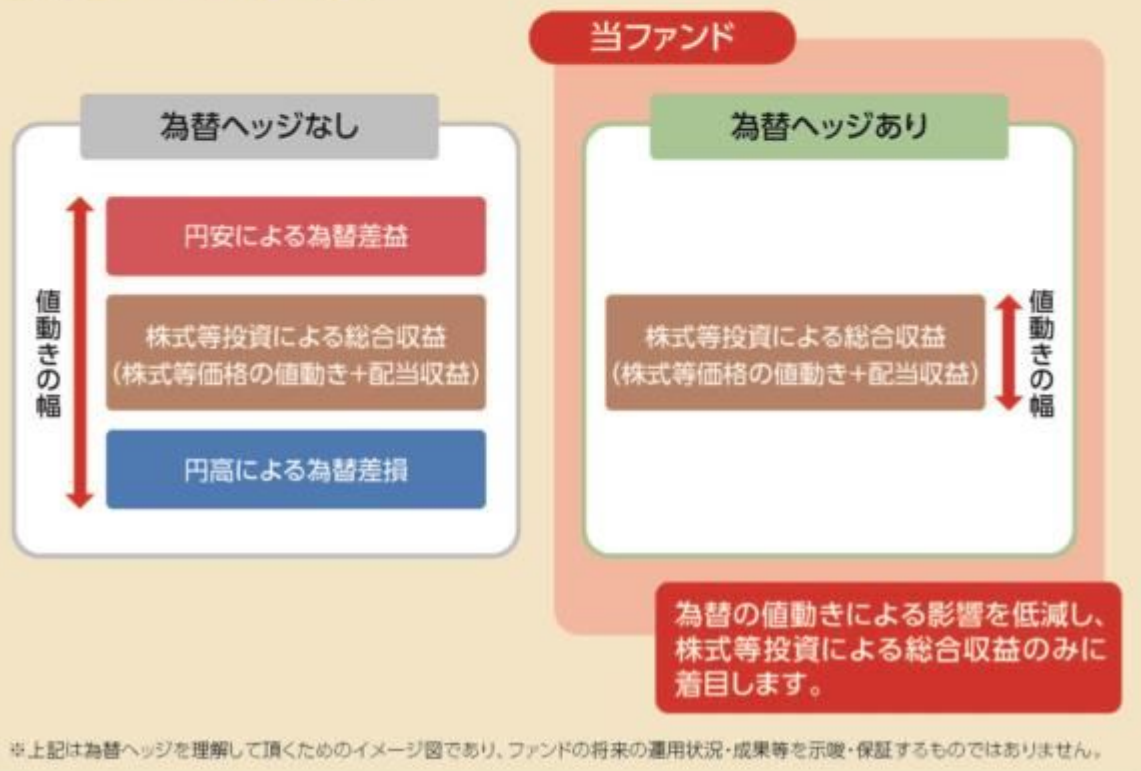 当ファンド
為替ヘッジなし
値動きの幅
円安による為替差益
株式等投資による総合収益
(株式等価格の値動き+配当収益)
円高による為替差損
為替ヘッジあり
株式等投資による総合収益
(株式等価格の値動き+配当収益)
値動きの幅
為替の値動きによる影響を低減し、
株式等投資による総合収益のみに
着目します。
※上記は為替ヘッジを理解して頂くためのイメージ図であり、ファンドの将来の運用状況・成果等を示唆・保証するものではありません。